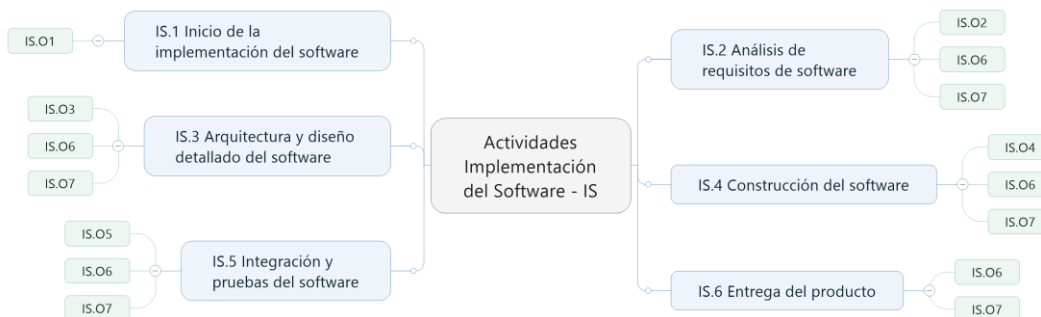 Actividades
Implementación
del Software - IS
IS.1 Inicio de la
implementación del software
IS.O1
IS.2 Análisis de
requisitos de software
IS.O2
IS.O6
IS.O7
IS.3 Arquitectura y diseño
detallado del software
IS.O3
IS.O6
IS.O7
IS.4 Construcción del software
IS.O4
IS.O6
IS.O7
IS.5 Integración y
pruebas del software
IS.O5
IS.O6
IS.O7
IS.6 Entrega del producto
IS.O6
IS.O7